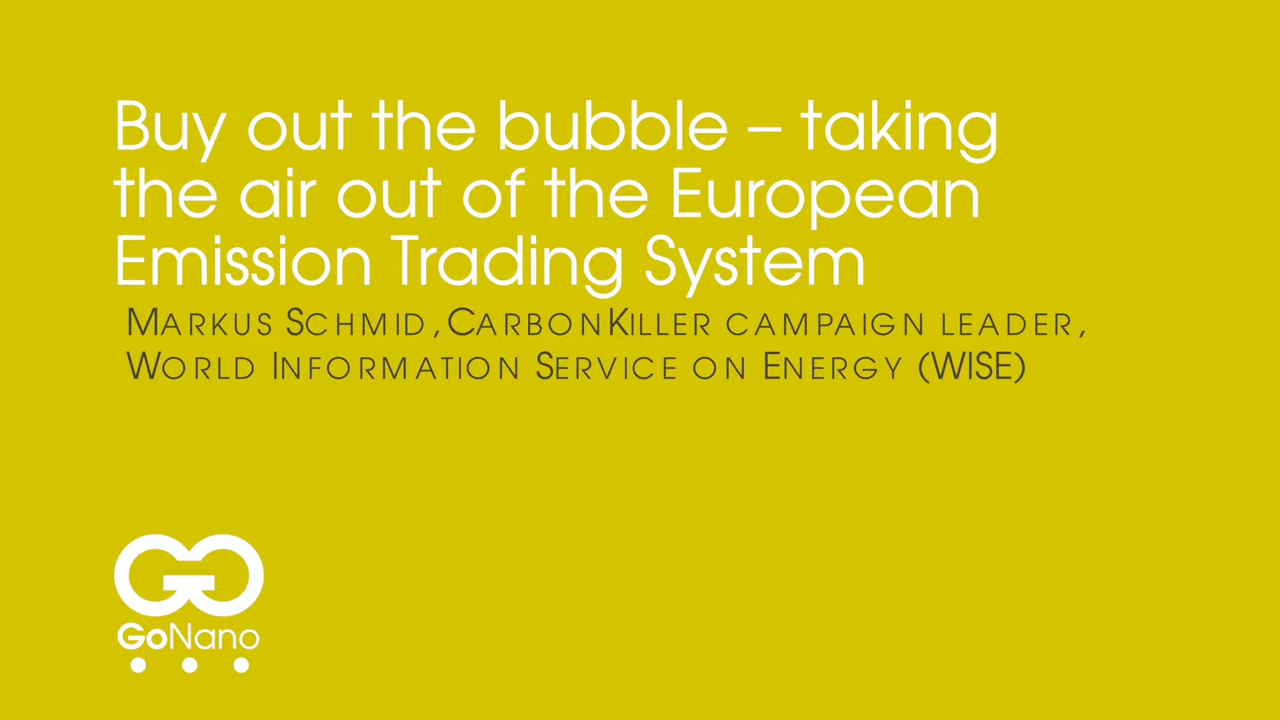 Buy out the bubble – taking
the air out of the European
Emission Trading System
Markus Schmid, CarbonKiller campaign leader,
World Information Service on Energy (WISE)
GO
GoNano